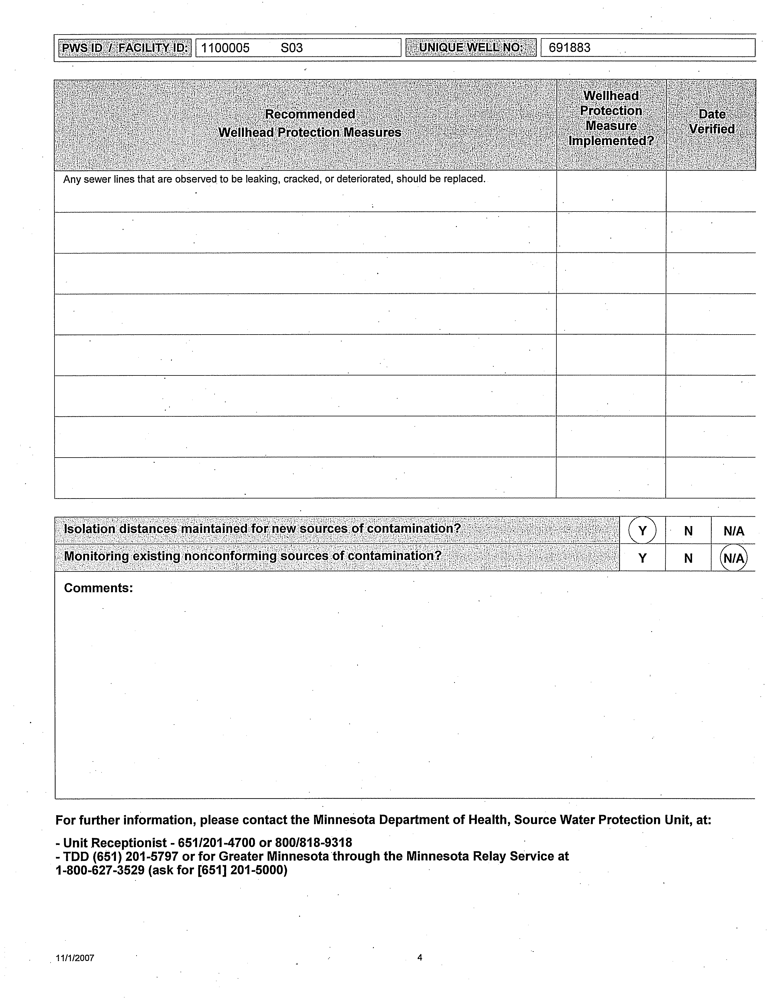 PWS ID / FACILITY ID: 1100005 S03 UNIQUE WELL NO: 691883
Recommended
Wellhead Protection Measures
Wellhead
Protection
Measure
Implemented?
Date
Verified
Any sewer lines that are observed to be leaking, cracked, or deteriorated, should be replaced.
Isolation distances maintained for new sources of contamination? Y N N/A
Monitoring existing nonconforming sources of contamination? Y N N/A
Comments:
For further information, please contact the Minnesota Department of Health, Source Water Protection Unit, at:
- Unit Receptionist - 651/201-4700 or 800/818-9318
- TDD (651) 201-5797 or for Greater Minnesota through the Minnesota Relay Service at
1-800-627-3529 (ask for [651] 201-5000)
11/1/2007 4